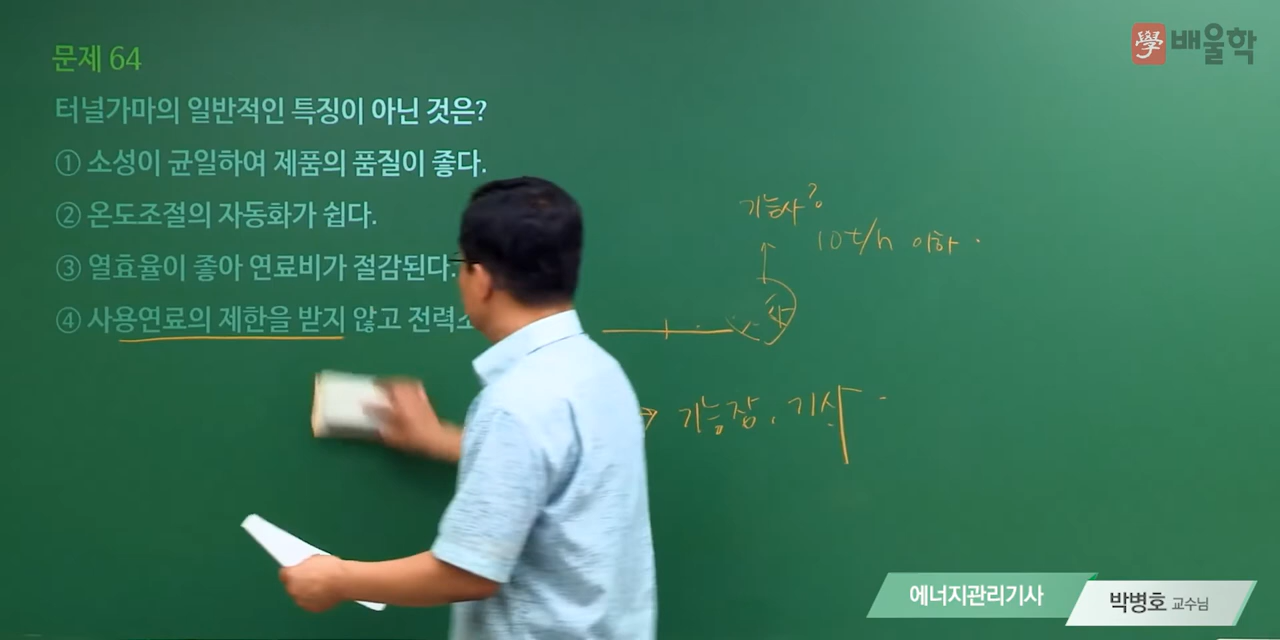 문제 64
터널가마의 일반적인 특징이 아닌 것은?
① 소성이 균일하여 제품의 품질이 좋다.
② 온도조절의 자동화가 쉽다.
③ 열효율이 좋아 연료비가 절감된다.
④ 사용연료의 제한을 받지 않고 전력소
기능사?
10t/h 이하.
→ 기능장, 기사
學 배울학
에너지관리기사
박병호 교수님